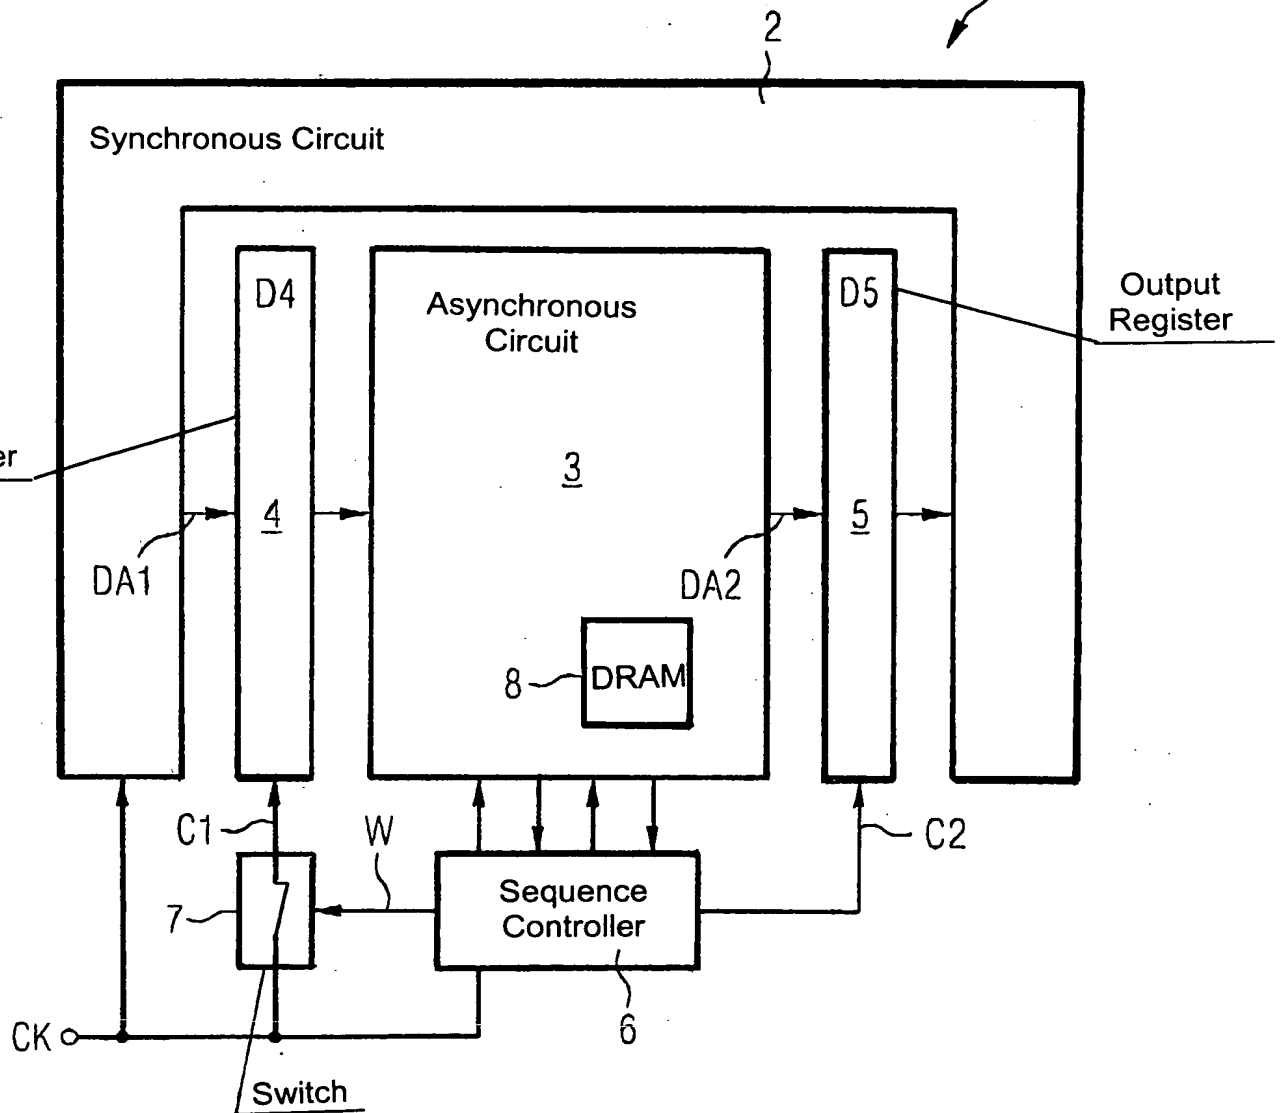 2
Synchronous Circuit
D4
Asynchronous
Circuit
D5
Output
Register
er
3
4
5
DA1
DA2
8
DRAM
C1
W
C2
7
Sequence
Controller
6
CK
Switch